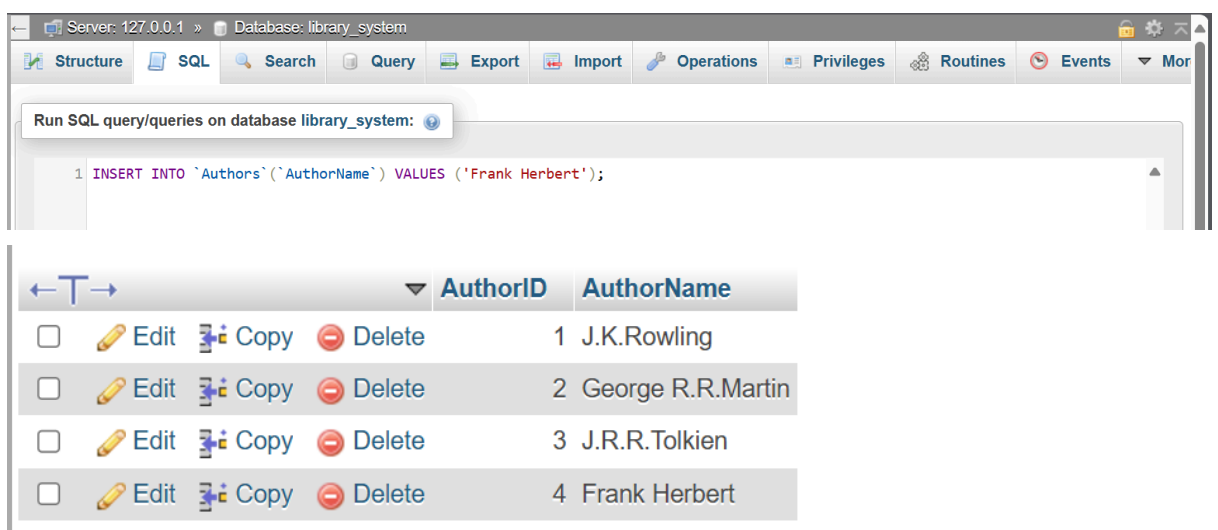 Server: 127.0.0.1 » Database: library_system
Structure SQL Search Query Export Import Operations Privileges Routines Events Mor
Run SQL query/queries on database library_system:
1 INSERT INTO `Authors`(`AuthorName`) VALUES ('Frank Herbert');
←T→ AuthorID AuthorName
Edit Copy Delete 1 J.K.Rowling
Edit Copy Delete 2 George R.R.Martin
Edit Copy Delete 3 J.R.R.Tolkien
Edit Copy Delete 4 Frank Herbert